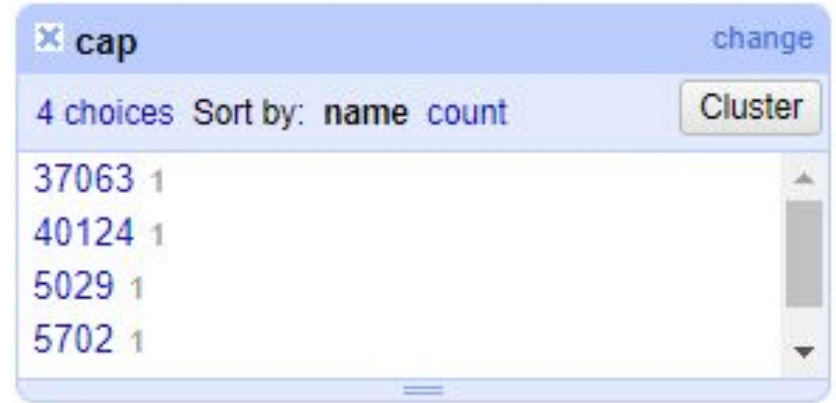 cap change
4 choices Sort by: name count Cluster
37063 1
40124 1
5029 1
5702 1